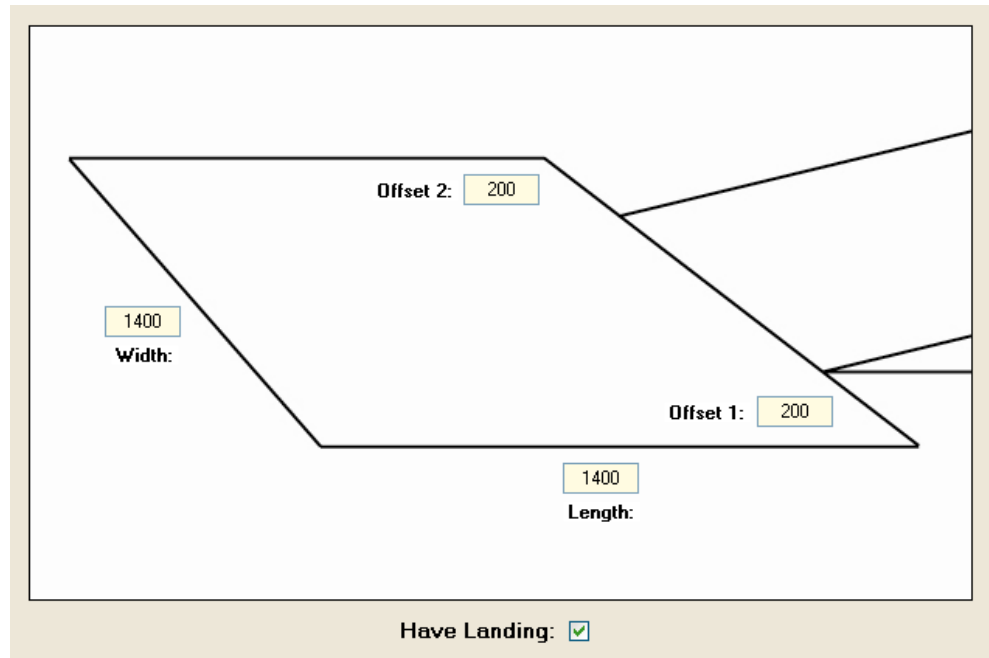 Offset 2: 200
1400
Width:
Offset 1: 200
1400
Length:
Have Landing: